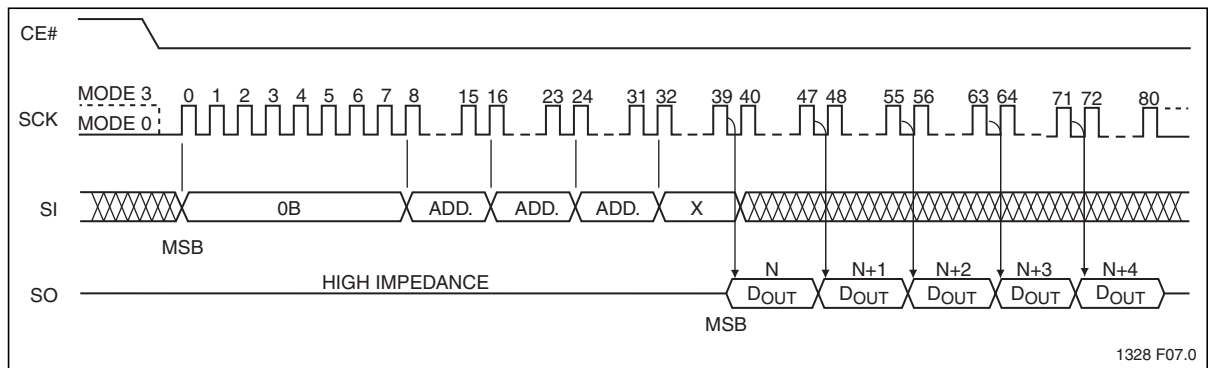 CE#
MODE 3
0 1 2 3 4 5 6 7 8 15 16 23 24 31 32 39 40 47 48 55 56 63 64 71 72 80
SCK
MODE 0
SI
0B ADD. ADD. ADD. X
MSB
N N+1 N+2 N+3 N+4
HIGH IMPEDANCE
SO
DOUT DOUT DOUT DOUT DOUT
MSB
1328 F07.0